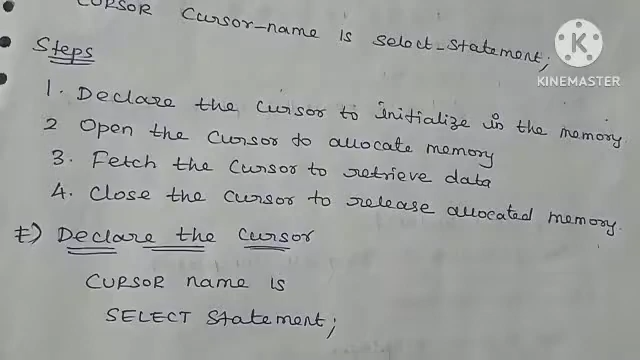 CURSOR Cursor-name is select-statement;
KINEMASTER
Steps
1. Declare the cursor to initialize in the memory
2 Open the cursor to allocate memory
3. Fetch the cursor to retrieve data
4. Close the cursor to release allocated memory.
I) Declare the cursor
CURSOR name is
SELECT statement;